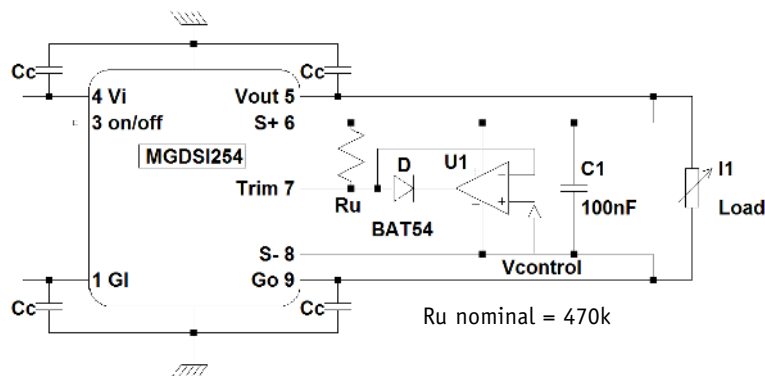 Cc
Cc
4 Vi
Vout 5
3 on/off
S+ 6
MGDSI254
D
U1
C1
I1
Trim 7
Ru
100nF
Load
BAT54
S- 8
Vcontrol
1 GI
Go 9
Cc
Cc
Ru nominal = 470k